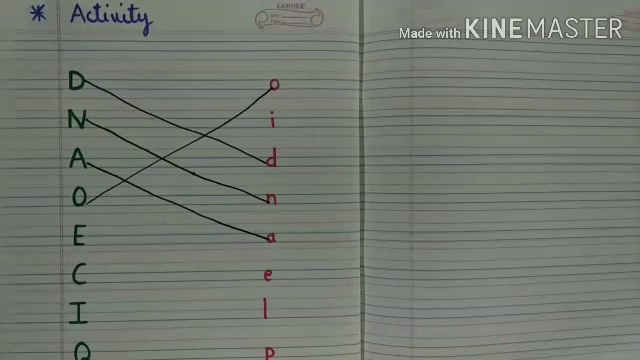 * Activity
Made with KINEMASTER
D o
N i
A d
O n
E a
C e
I l